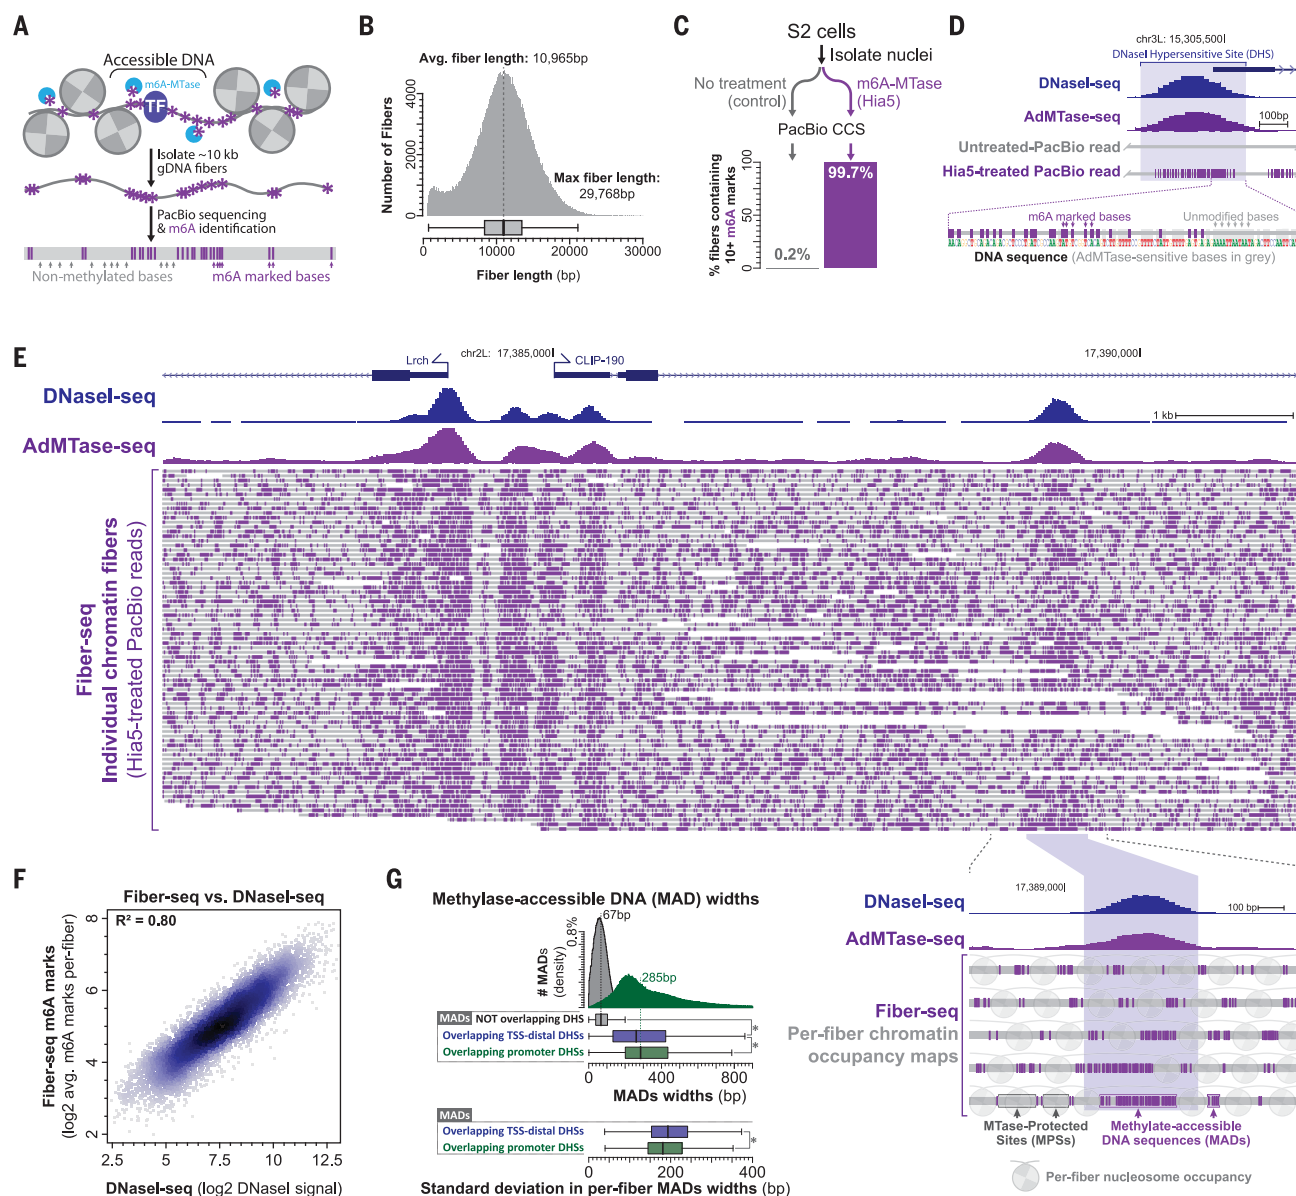 A
Accessible DNA
m6A-MTase
TF
Isolate ~10 kb
gDNA fibers
PacBio sequencing
& m6A identification
Non-methylated bases
m6A marked bases
B
Avg. fiber length: 10,965bp
Number of Fibers
0
2000
4000
Max fiber length:
29,768bp
0
10000
20000
30000
Fiber length (bp)
C
S2 cells
Isolate nuclei
No treatment
(control)
m6A-MTase
(Hia5)
PacBio CCS
% fibers containing
10+ m6A marks
0
50
100
0.2%
99.7%
D
chr3L: 15,305,500
DNaseI Hypersensitive Site (DHS)
DNaseI-seq
AdMTase-seq
100bp
Untreated-PacBio read
Hia5-treated PacBio read
m6A marked bases
Unmodified bases
DNA sequence (AdMTase-sensitive bases in grey)
E
Lrch
chr2L: 17,385,000
CLIP-190
17,390,000
DNaseI-seq
1 kb
AdMTase-seq
Fiber-seq
Individual chromatin fibers
(Hia5-treated PacBio reads)
17,389,000
DNaseI-seq
100 bp
AdMTase-seq
Fiber-seq
Per-fiber chromatin
occupancy maps
MTase-Protected
Sites (MPSs)
Methylate-accessible
DNA sequences (MADs)
Per-fiber nucleosome occupancy
F
Fiber-seq vs. DNaseI-seq
R² = 0.80
Fiber-seq m6A marks
(log2 avg. m6A marks per-fiber)
8
6
4
2
2.5
5.0
7.5
10.0
12.5
DNaseI-seq (log2 DNaseI signal)
G
Methylase-accessible DNA (MAD) widths
67bp
0.8%
# MADs
(density)
0
285bp
MADs NOT overlapping DHS
Overlapping TSS-distal DHSs
Overlapping promoter DHSs
*
*
0
400
800
MADs widths (bp)
MADs
Overlapping TSS-distal DHSs
Overlapping promoter DHSs
*
0
200
400
Standard deviation in per-fiber MADs widths (bp)